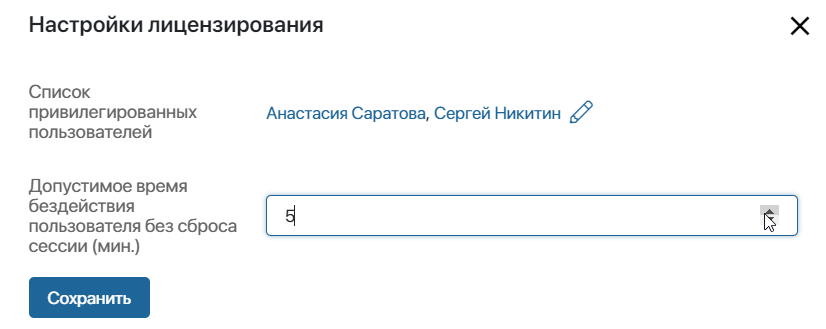 Настройки лицензирования
Список
привилегированных
пользователей
Анастасия Саратова, Сергей Никитин
Допустимое время
бездействия
пользователя без сброса
сессии (мин.)
5
Сохранить